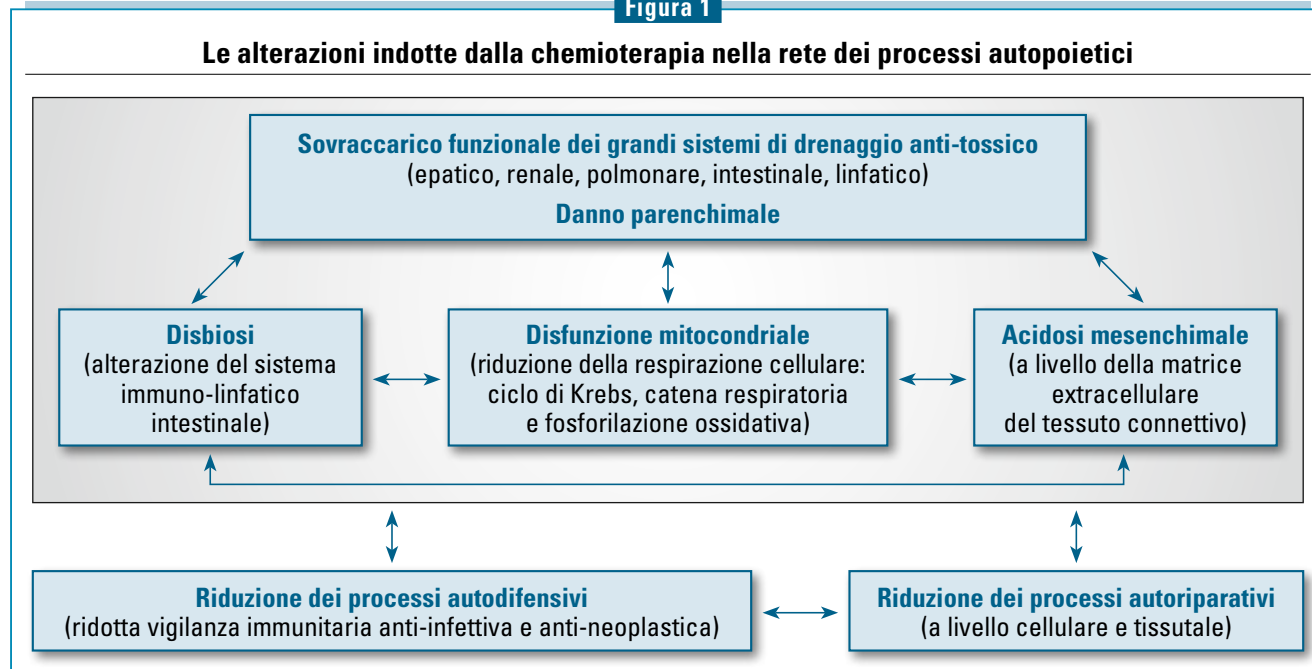 Figura 1
Le alterazioni indotte dalla chemioterapia nella rete dei processi autopoietici
Sovraccarico funzionale dei grandi sistemi di drenaggio anti-tossico
(epatico, renale, polmonare, intestinale, linfatico)
Danno parenchimale
Disbiosi
(alterazione del sistema
immuno-linfatico
intestinale)
Disfunzione mitocondriale
(riduzione della respirazione cellulare:
ciclo di Krebs, catena respiratoria
e fosforilazione ossidativa)
Acidosi mesenchimale
(a livello della matrice
extracellulare
del tessuto connettivo)
Riduzione dei processi autodifensivi
(ridotta vigilanza immunitaria anti-infettiva e anti-neoplastica)
Riduzione dei processi autoriparativi
(a livello cellulare e tissutale)